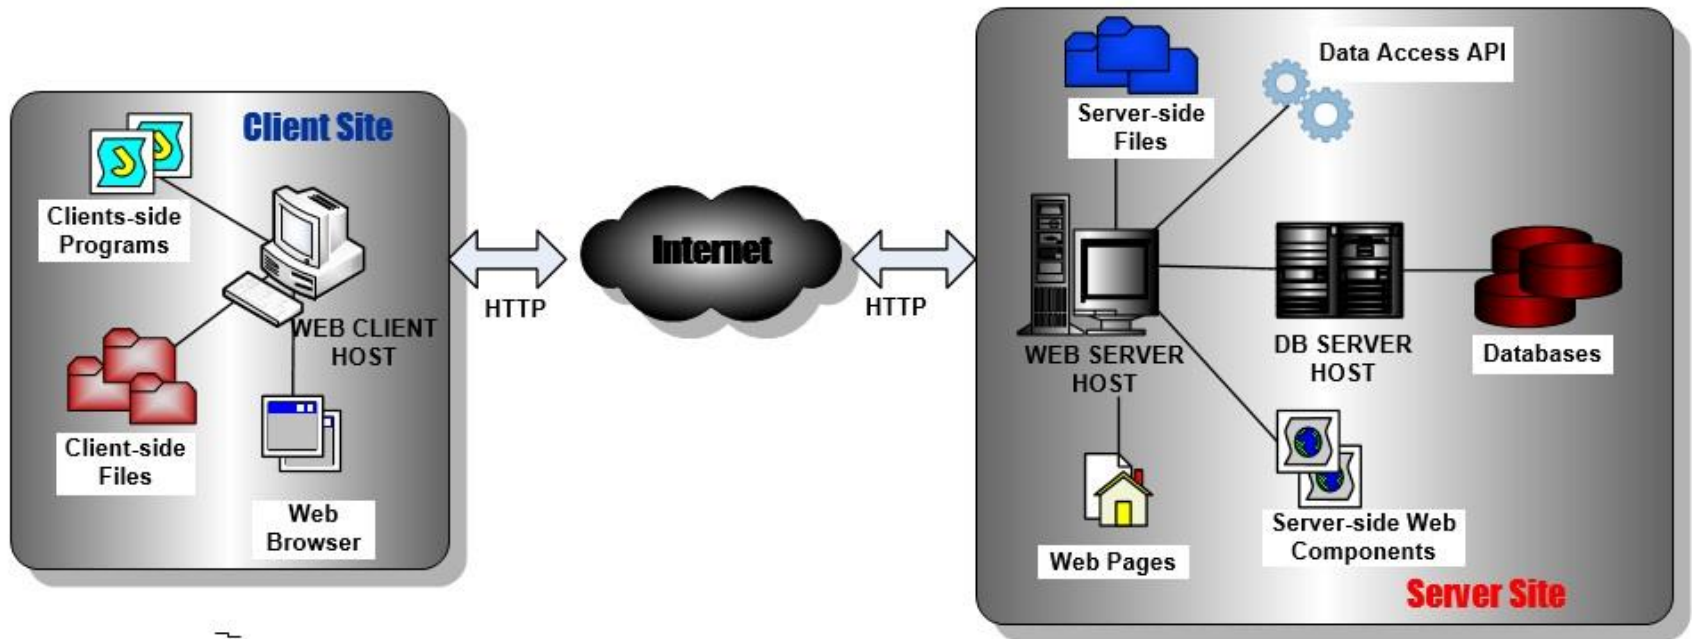 Client Site
Clients-side
Programs
WEB CLIENT
HOST
Client-side
Files
Web
Browser
HTTP
Internet
HTTP
Server-side
Files
Data Access API
WEB SERVER
HOST
DB SERVER
HOST
Databases
Web Pages
Server-side Web
Components
Server Site